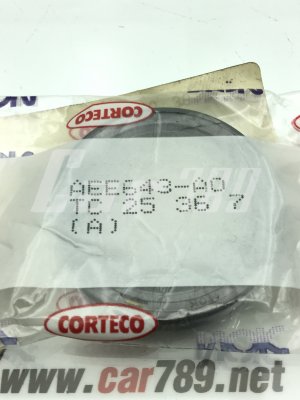 CORTECO
AEE643-A0
TC 25 36 7
(A)
CORTECO
www.car789.net